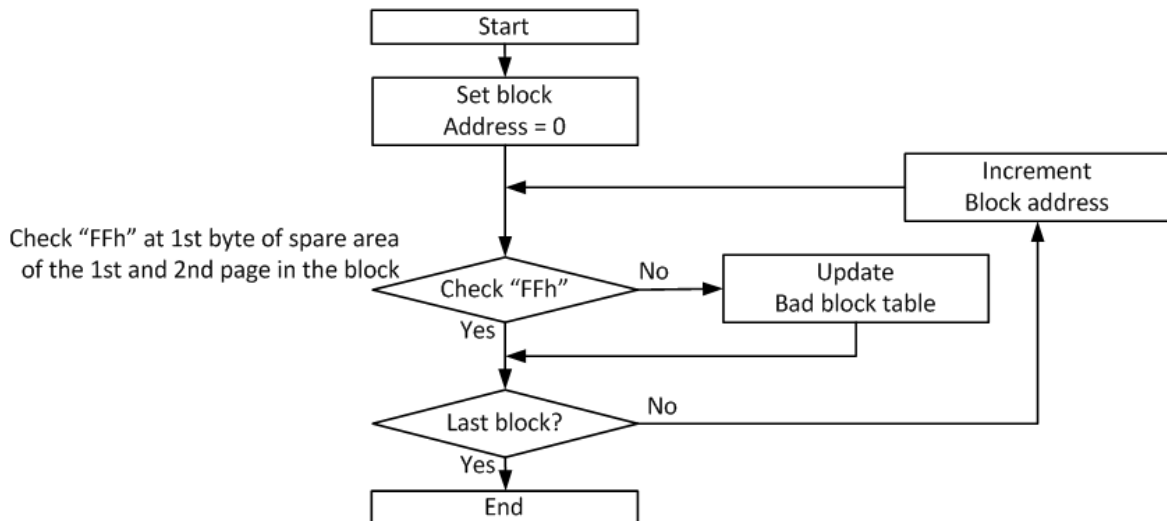 Start
Set block
Address = 0
Increment
Block address
Check “FFh” at 1st byte of spare area
of the 1st and 2nd page in the block
Check “FFh”
No
Update
Bad block table
Yes
Last block?
No
Yes
End